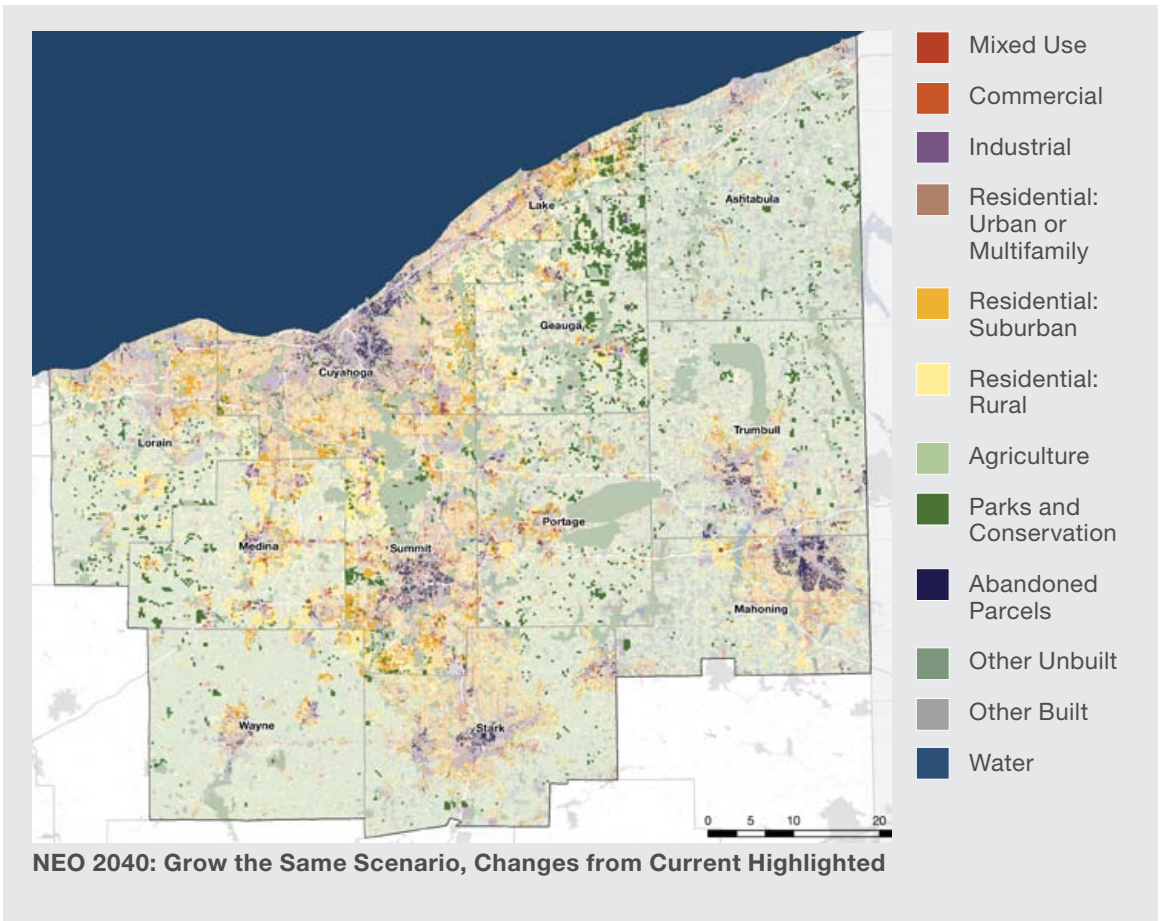 Mixed Use
Commercial
Industrial
Residential:
Urban or
Multifamily
Residential:
Suburban
Residential:
Rural
Agriculture
Parks and
Conservation
Abandoned
Parcels
Other Unbuilt
Other Built
Water
Lake
Ashtabula
Geauga
Cuyahoga
Lorain
Trumbull
Portage
Medina
Summit
Mahoning
Wayne
Stark
0 5 10 20
NEO 2040: Grow the Same Scenario, Changes from Current Highlighted